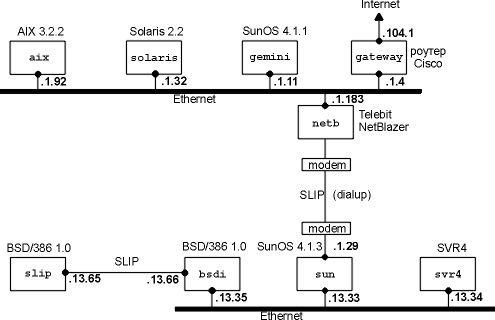 Internet
AIX 3.2.2 Solaris 2.2 SunOS 4.1.1 .104.1
aix solaris gemini gateway роутер Cisco
.1.92 .1.32 .1.11 .1.4
Ethernet
.1.183
netb Telebit NetBlazer
modem
SLIP (dialup)
modem
BSD/386 1.0 SLIP BSD/386 1.0 SunOS 4.1.3 .1.29 SVR4
slip .13.65 .13.66 bsdi sun svr4
.13.35 .13.33 .13.34
Ethernet